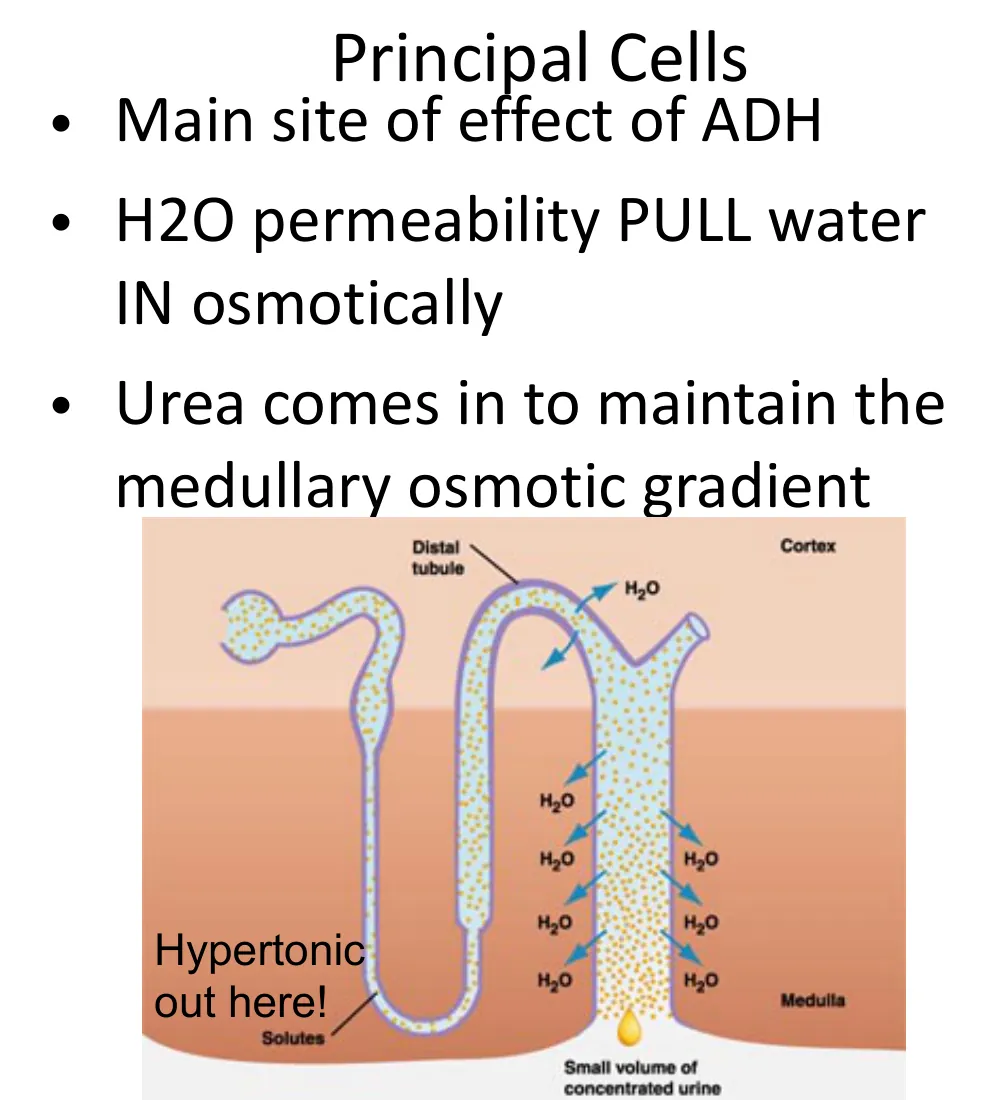 Principal Cells
• Main site of effect of ADH
• H2O permeability PULL water
IN osmotically
• Urea comes in to maintain the
medullary osmotic gradient
Distal
tubule
Cortex
H₂O
H₂O
H₂O
H₂O
H₂O
H₂O
H₂O
H₂O
Hypertonic
out here!
Medulla
Solutes
Small volume of
concentrated urine